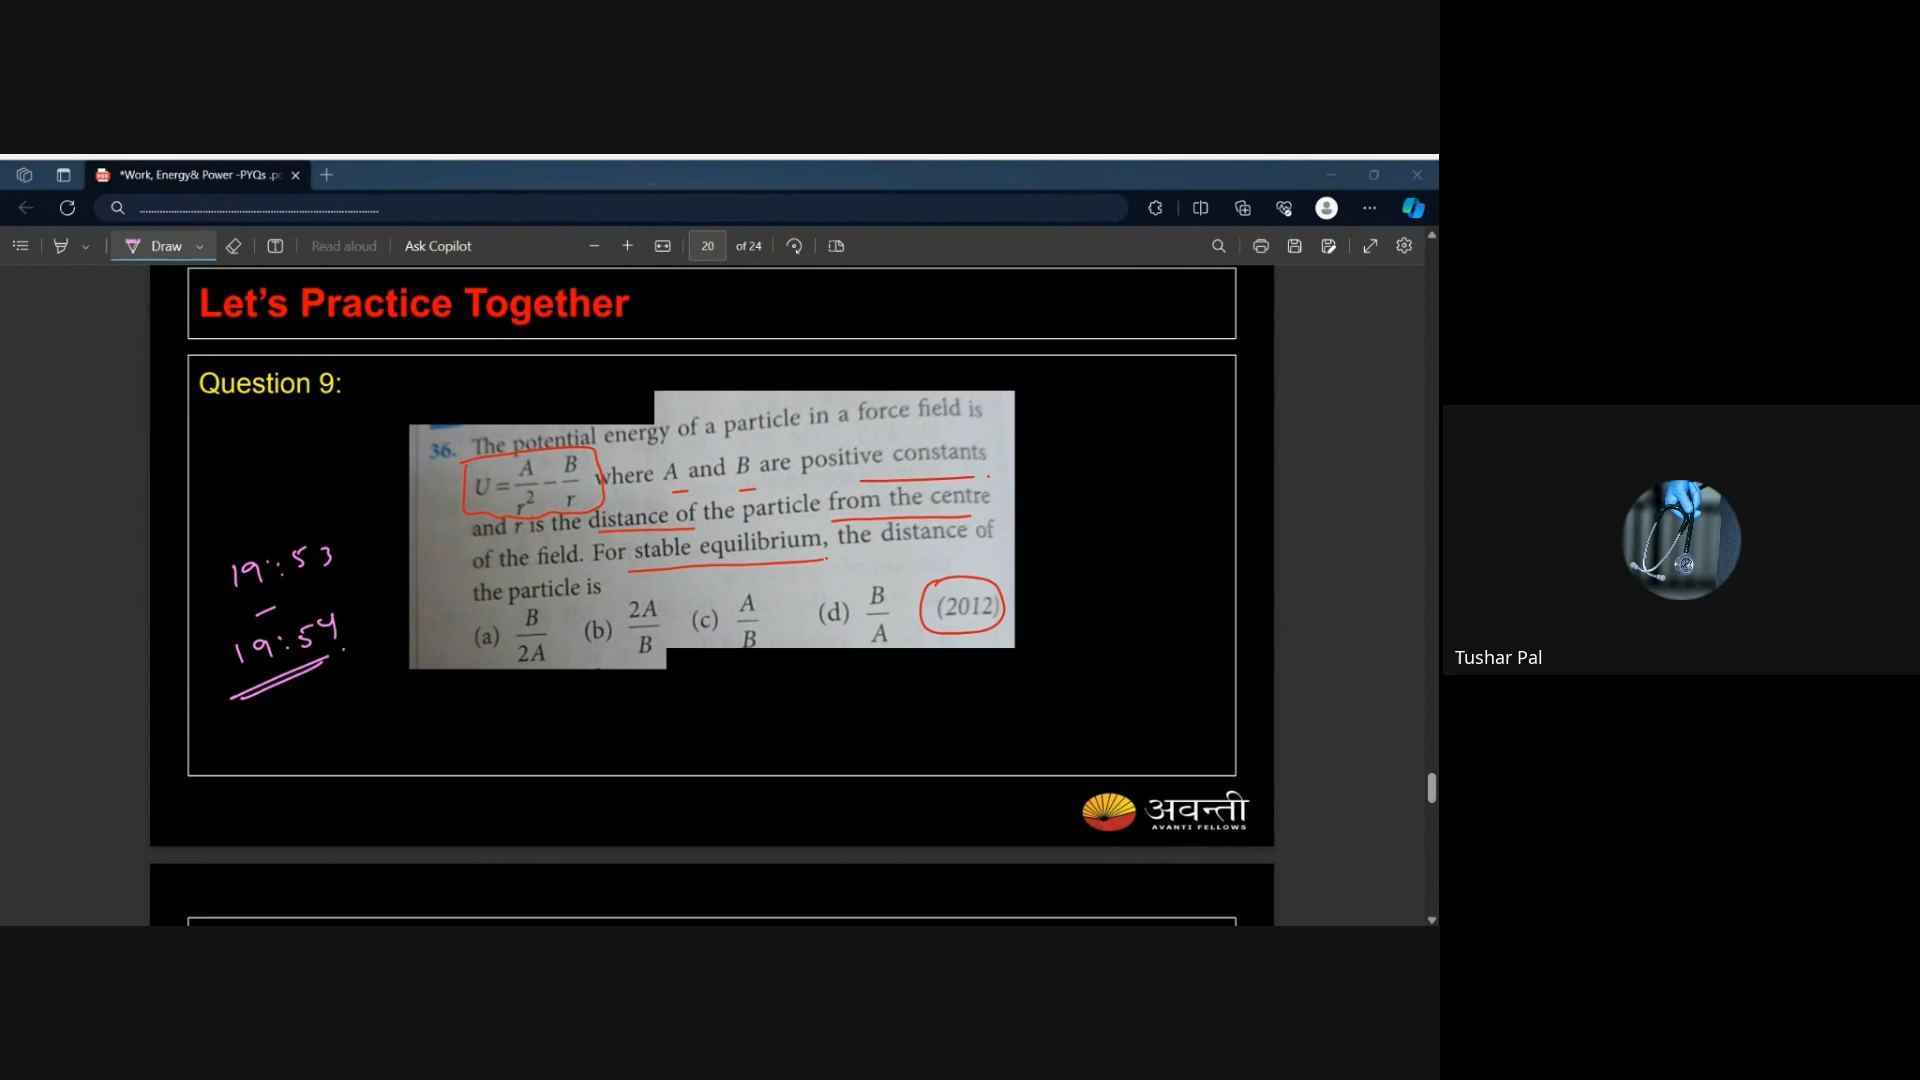 *Work, Energy& Power -PYQs .p
Draw
Read aloud
Ask Copilot
20
of 24
Let's Practice Together
Question 9:
36. The potential energy of a particle in a force field is
U = A/r² − B/r where A and B are positive constants
and r is the distance of the particle from the centre
of the field. For stable equilibrium, the distance of
the particle is
(a) B/2A (b) 2A/B (c) A/B (d) B/A (2012)
19:53
–
19:54
अवन्ती
AVANTI FELLOWS
Tushar Pal